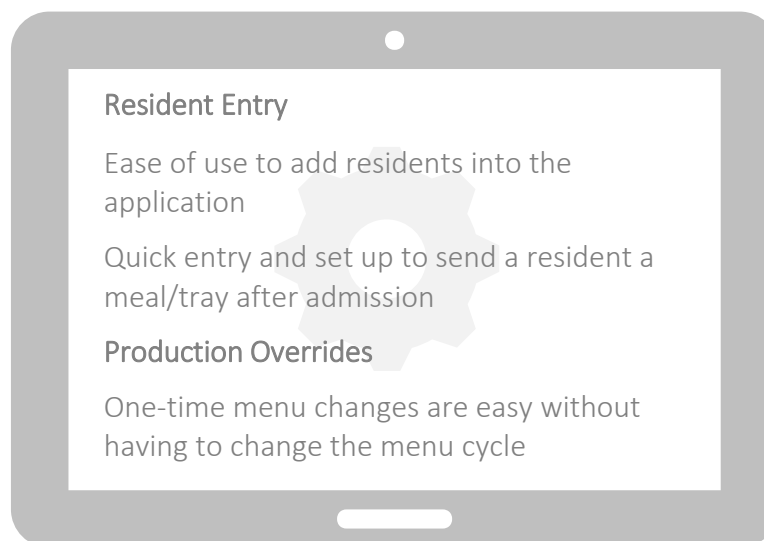 Resident Entry
Ease of use to add residents into the
application
Quick entry and set up to send a resident a
meal/tray after admission
Production Overrides
One-time menu changes are easy without
having to change the menu cycle